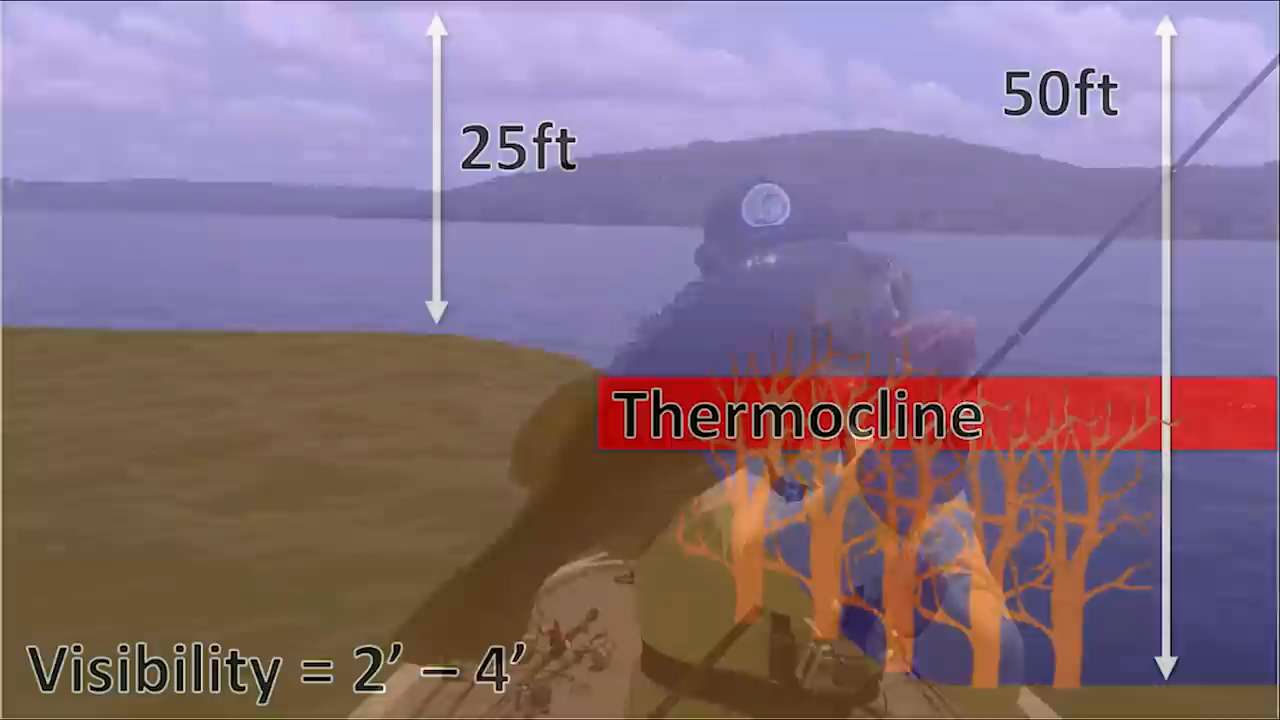 50ft
25ft
Thermocline
Visibility = 2’ – 4’